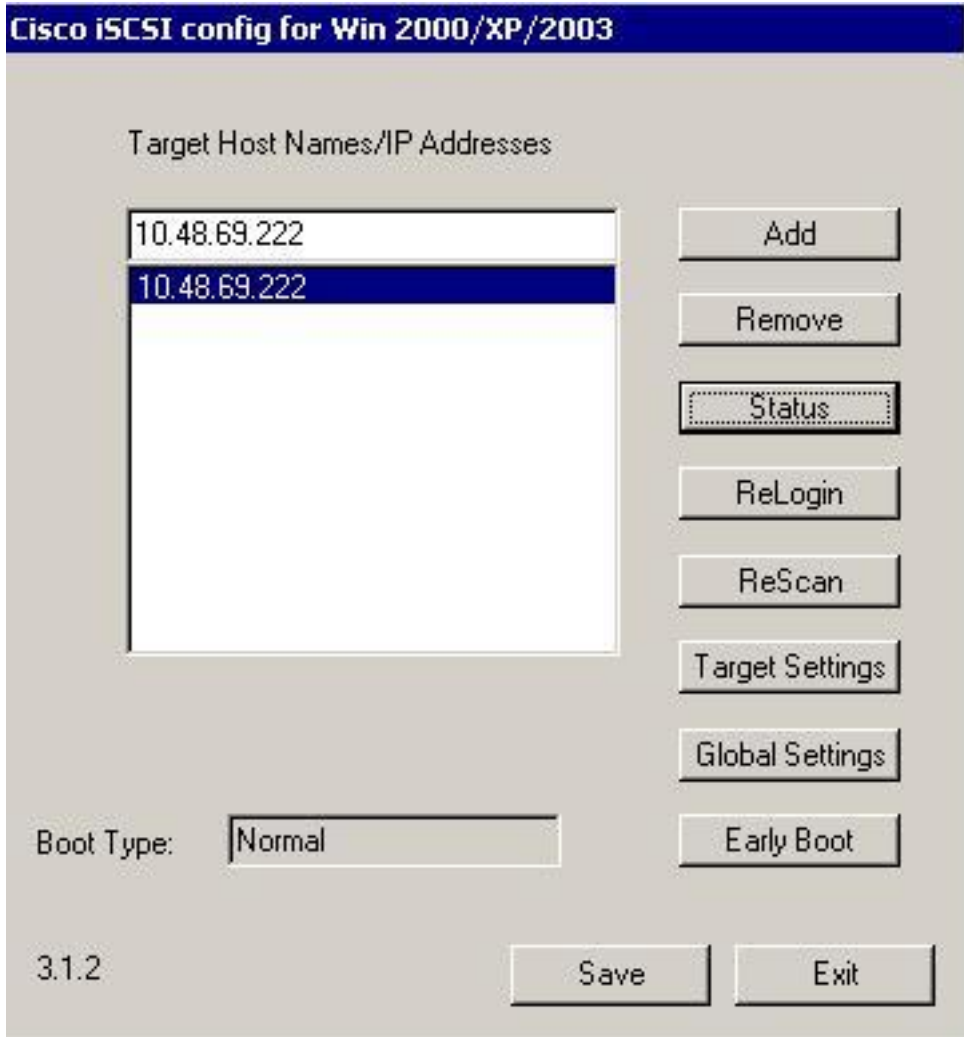 Cisco iSCSI config for Win 2000/XP/2003
Target Host Names/IP Addresses
10.48.69.222
Add
10.48.69.222
Remove
Status
ReLogin
ReScan
Target Settings
Global Settings
Boot Type:
Normal
Early Boot
3.1.2
Save
Exit